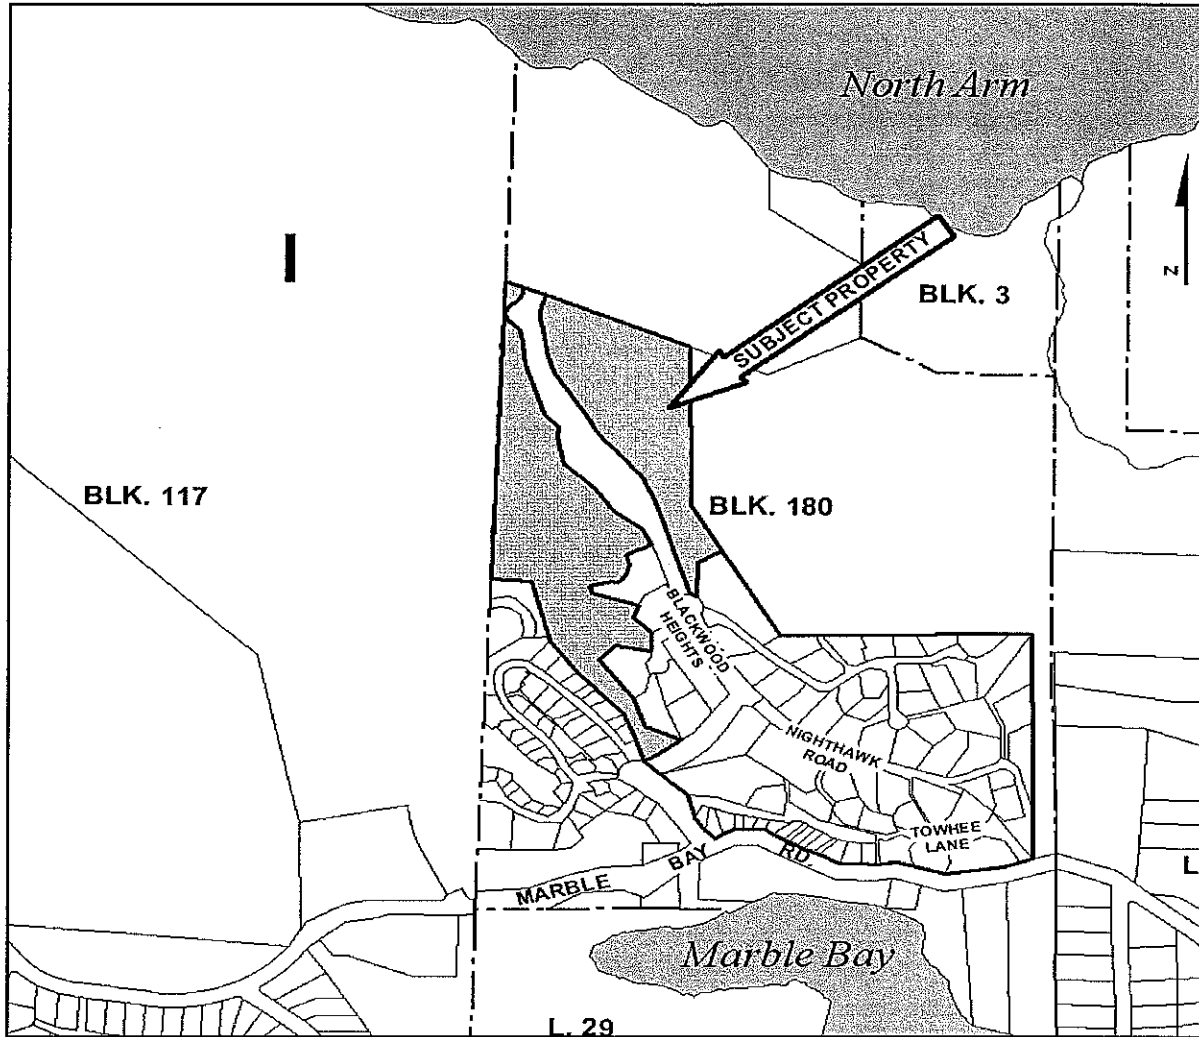 North Arm
N
SUBJECT PROPERTY
BLK. 3
BLK. 117
BLK. 180
BLACKWOOD
HEIGHTS
NIGHTHAWK
ROAD
TOWHEE
LANE
MARBLE BAY RD.
L
Marble Bay
L. 29